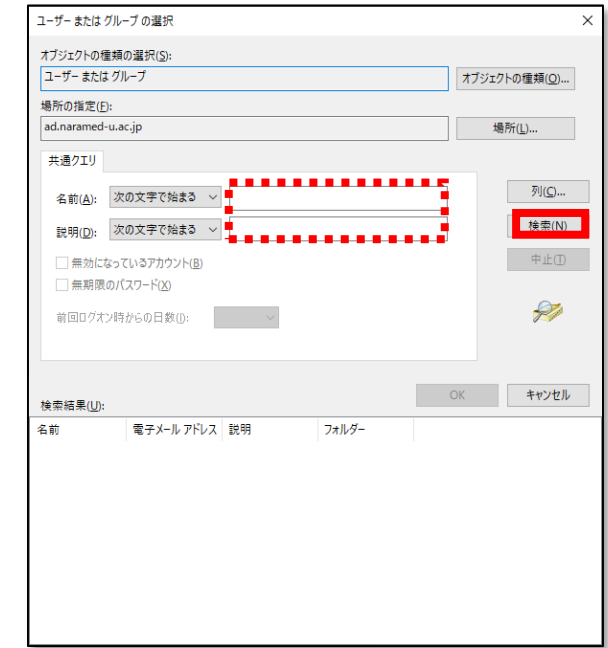 ユーザー または グループ の選択
オブジェクトの種類の選択(S):
ユーザー または グループ
オブジェクトの種類(O)...
場所の指定(F):
ad.naramed-u.ac.jp
場所(L)...
共通クエリ
名前(A): 次の文字で始まる
列(C)...
説明(D): 次の文字で始まる
検索(N)
無効になっているアカウント(B)
中止(T)
無期限のパスワード(X)
前回ログオン時からの日数(I):
OK キャンセル
検索結果(U):
名前 電子メール アドレス 説明 フォルダー